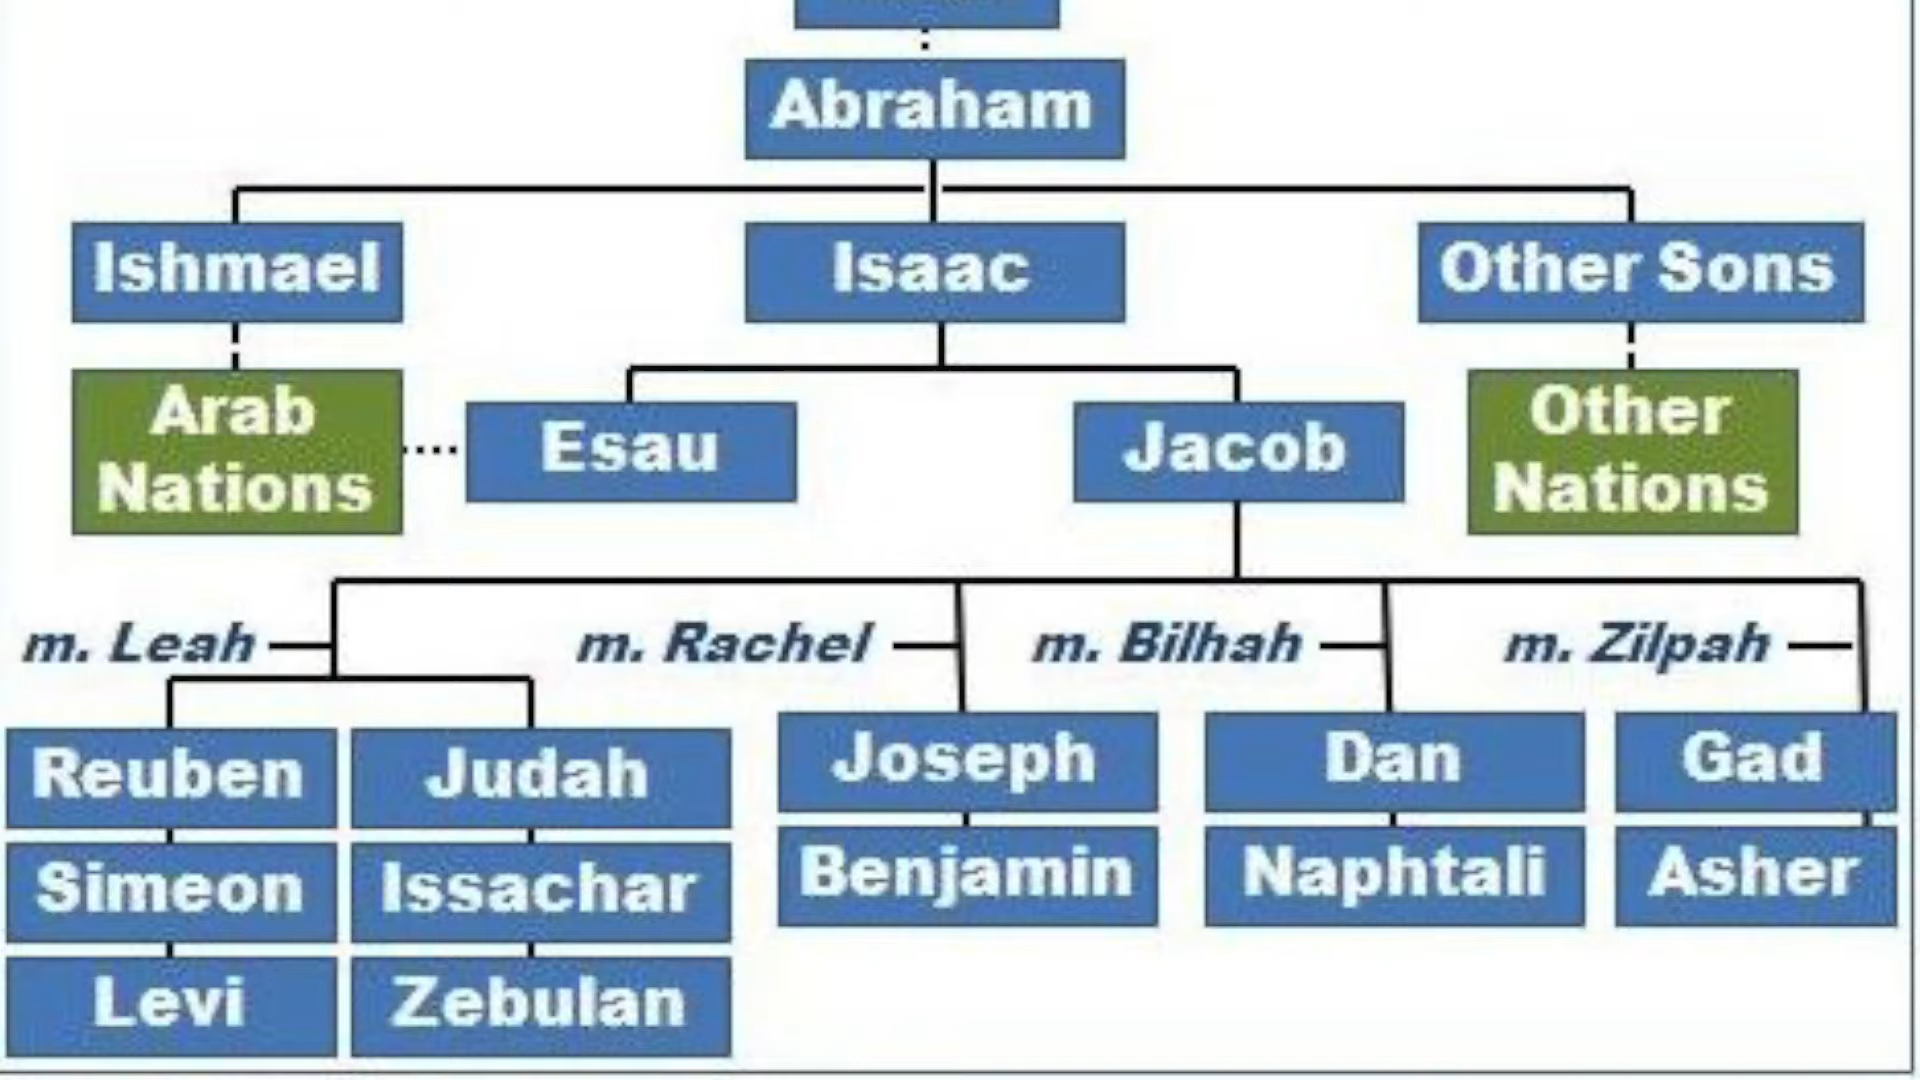 Abraham
Ishmael
Isaac
Other Sons
Arab
Nations
Esau
Jacob
Other
Nations
m. Leah
m. Rachel
m. Bilhah
m. Zilpah
Reuben
Judah
Joseph
Dan
Gad
Simeon
Issachar
Benjamin
Naphtali
Asher
Levi
Zebulan